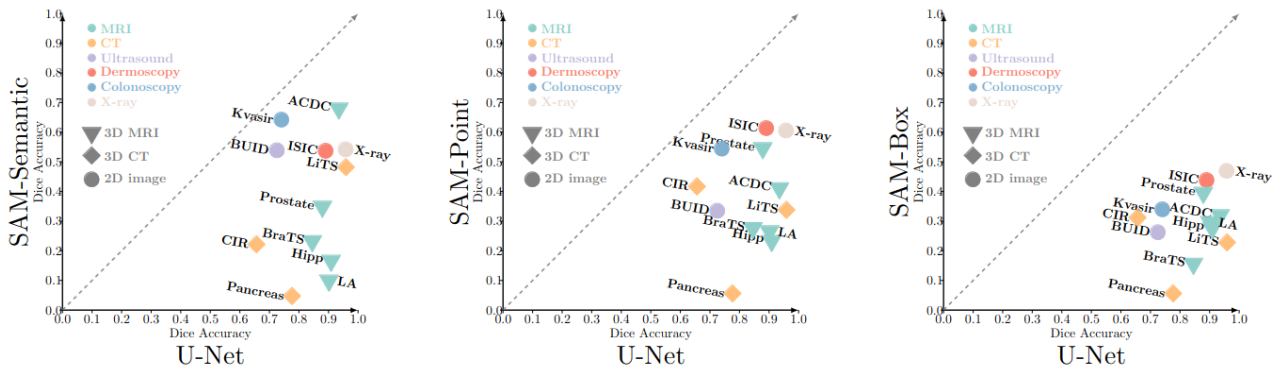 1.0
0.9
0.8
0.7
0.6
0.5
0.4
0.3
0.2
0.1
0.0
SAM-Semantic
Dice Accuracy
MRI
CT
Ultrasound
Dermoscopy
Colonoscopy
X-ray
3D MRI
3D CT
2D image
ACDC
Kvasir
BUID
ISIC
X-ray
LiTS
Prostate
CIR
BraTS
Hipp
LA
Pancreas
0.0 0.1 0.2 0.3 0.4 0.5 0.6 0.7 0.8 0.9 1.0
Dice Accuracy
U-Net
1.0
0.9
0.8
0.7
0.6
0.5
0.4
0.3
0.2
0.1
0.0
SAM-Point
Dice Accuracy
MRI
CT
Ultrasound
Dermoscopy
Colonoscopy
X-ray
3D MRI
3D CT
2D image
ISIC
X-ray
Prostate
Kvasir
CIR
ACDC
BUID
LiTS
BraTS
Hipp
LA
Pancreas
0.0 0.1 0.2 0.3 0.4 0.5 0.6 0.7 0.8 0.9 1.0
Dice Accuracy
U-Net
1.0
0.9
0.8
0.7
0.6
0.5
0.4
0.3
0.2
0.1
0.0
SAM-Box
Dice Accuracy
MRI
CT
Ultrasound
Dermoscopy
Colonoscopy
X-ray
3D MRI
3D CT
2D image
ISIC
X-ray
Prostate
Kvasir
ACDC
CIR
Hipp
LA
BUID
LiTS
BraTS
Pancreas
0.0 0.1 0.2 0.3 0.4 0.5 0.6 0.7 0.8 0.9 1.0
Dice Accuracy
U-Net